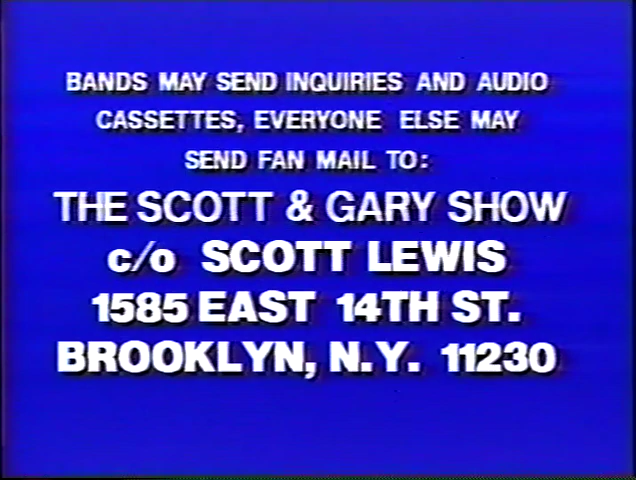 BANDS MAY SEND INQUIRIES AND AUDIO
CASSETTES, EVERYONE ELSE MAY
SEND FAN MAIL TO:
THE SCOTT & GARY SHOW
c/o SCOTT LEWIS
1585 EAST 14TH ST.
BROOKLYN, N.Y. 11230